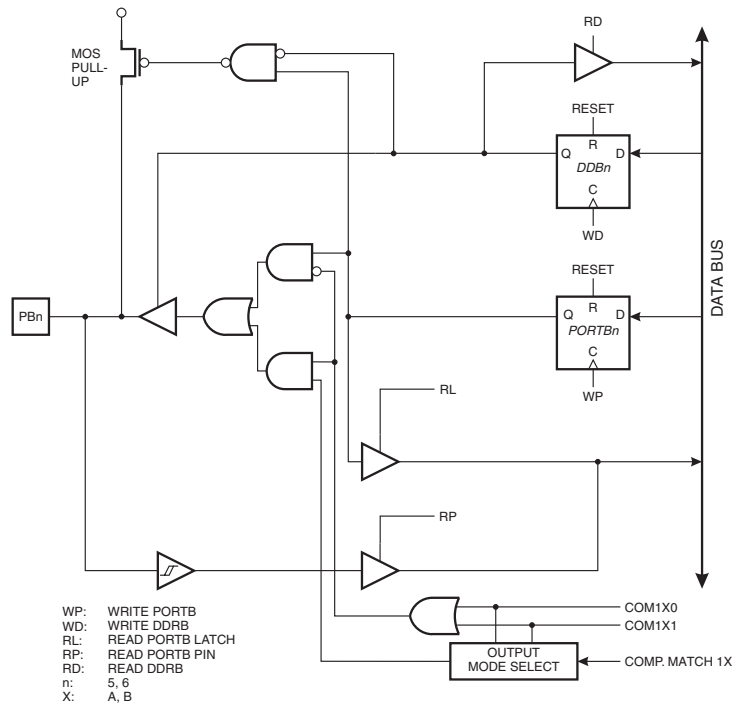 MOS
PULL-
UP
RD
RESET
R
Q
D
DDBn
C
WD
RESET
R
Q
D
PORTBn
C
WP
PBn
DATA BUS
RL
RP
COM1X0
COM1X1
OUTPUT
MODE SELECT
COMP. MATCH 1X
WP: WRITE PORTB
WD: WRITE DDRB
RL: READ PORTB LATCH
RP: READ PORTB PIN
RD: READ DDRB
n: 5, 6
X: A, B